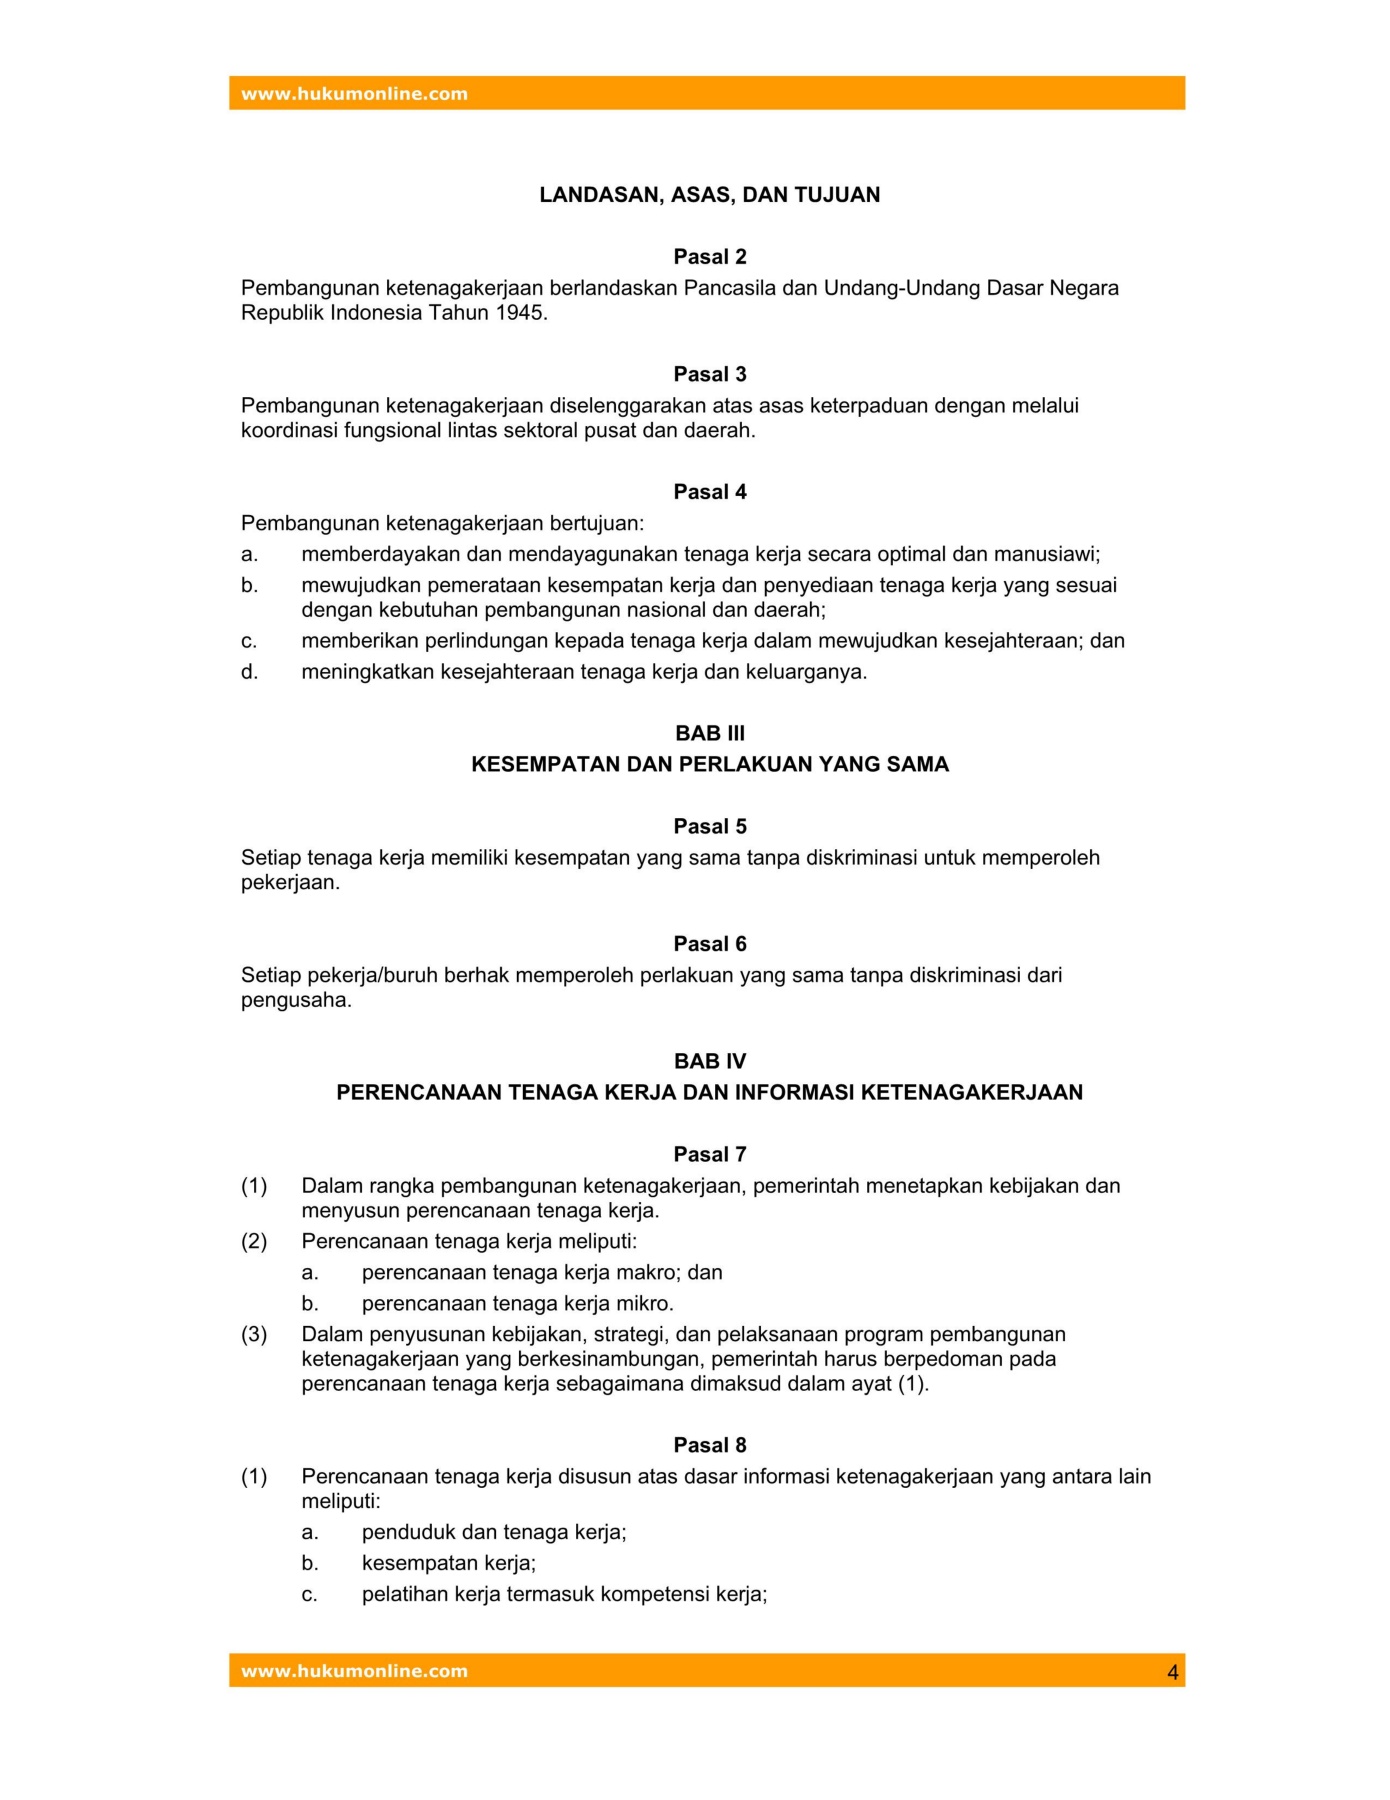 www.hukumonline.com
LANDASAN, ASAS, DAN TUJUAN
Pasal 2
Pembangunan ketenagakerjaan berlandaskan Pancasila dan Undang-Undang Dasar Negara
Republik Indonesia Tahun 1945.
Pasal 3
Pembangunan ketenagakerjaan diselenggarakan atas asas keterpaduan dengan melalui
koordinasi fungsional lintas sektoral pusat dan daerah.
Pasal 4
Pembangunan ketenagakerjaan bertujuan:
a. memberdayakan dan mendayagunakan tenaga kerja secara optimal dan manusiawi;
b. mewujudkan pemerataan kesempatan kerja dan penyediaan tenaga kerja yang sesuai
dengan kebutuhan pembangunan nasional dan daerah;
c. memberikan perlindungan kepada tenaga kerja dalam mewujudkan kesejahteraan; dan
d. meningkatkan kesejahteraan tenaga kerja dan keluarganya.
BAB III
KESEMPATAN DAN PERLAKUAN YANG SAMA
Pasal 5
Setiap tenaga kerja memiliki kesempatan yang sama tanpa diskriminasi untuk memperoleh
pekerjaan.
Pasal 6
Setiap pekerja/buruh berhak memperoleh perlakuan yang sama tanpa diskriminasi dari
pengusaha.
BAB IV
PERENCANAAN TENAGA KERJA DAN INFORMASI KETENAGAKERJAAN
Pasal 7
(1) Dalam rangka pembangunan ketenagakerjaan, pemerintah menetapkan kebijakan dan
menyusun perencanaan tenaga kerja.
(2) Perencanaan tenaga kerja meliputi:
a. perencanaan tenaga kerja makro; dan
b. perencanaan tenaga kerja mikro.
(3) Dalam penyusunan kebijakan, strategi, dan pelaksanaan program pembangunan
ketenagakerjaan yang berkesinambungan, pemerintah harus berpedoman pada
perencanaan tenaga kerja sebagaimana dimaksud dalam ayat (1).
Pasal 8
(1) Perencanaan tenaga kerja disusun atas dasar informasi ketenagakerjaan yang antara lain
meliputi:
a. penduduk dan tenaga kerja;
b. kesempatan kerja;
c. pelatihan kerja termasuk kompetensi kerja;
www.hukumonline.com 4